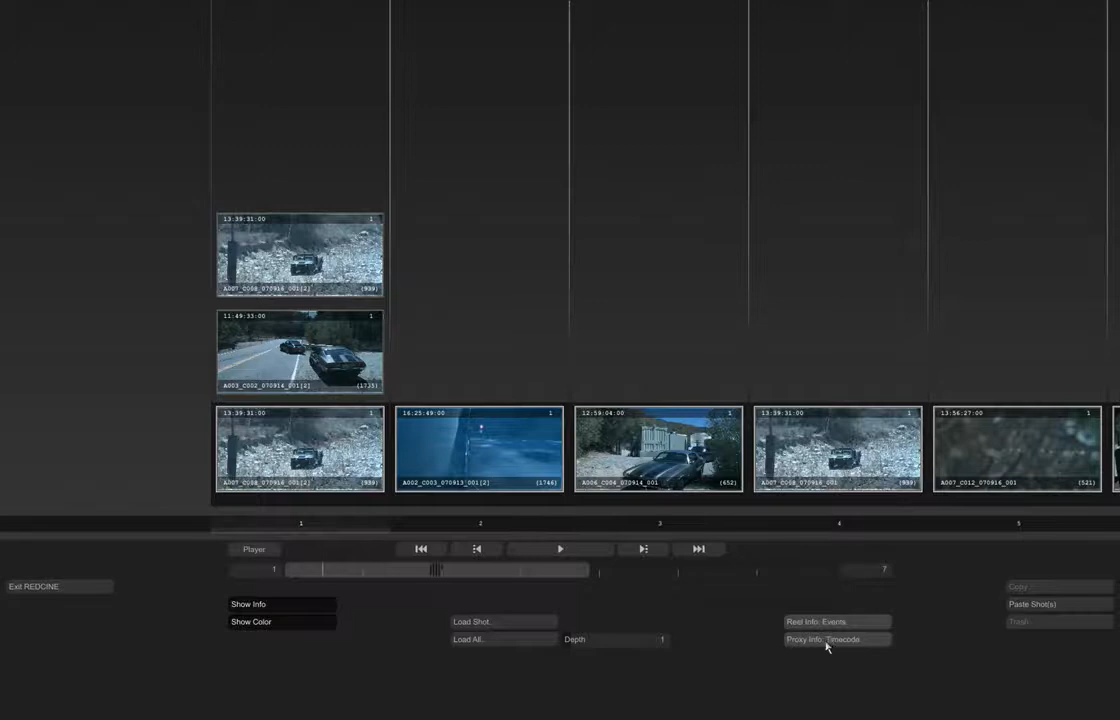 13:39:31:00 1
A007_C008_070916_001[2] (939)
11:49:33:00 1
A003_C002_070914_001[2] (1735)
13:39:31:00 1
A007_C008_070916_001[2] (939)
16:25:49:00 1
A002_C003_070913_001[2] (1746)
12:59:04:00 1
A006_C004_070914_001 (652)
13:39:31:00 1
A007_C008_070916_001 (939)
13:56:27:00 1
A007_C012_070916_001 (521)
1 2 3 4 5
Player
1 7
Exit REDCINE
Show Info
Show Color
Load Shot..
Load All..
Depth 1
Reel Info: Events
Proxy Info: Timecode
Copy
Paste Shot(s)
Trash